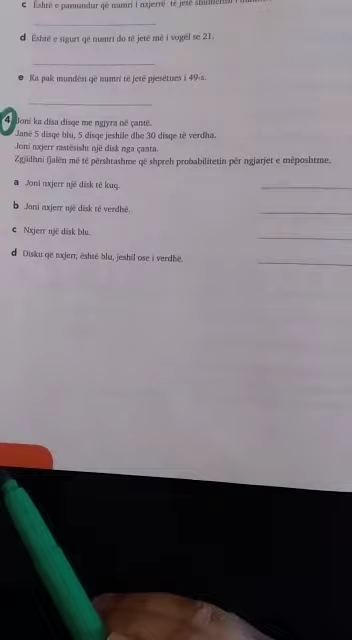 c Është e pamundur që numri i nxjerrë të jetë
d Është e sigurt që numri do të jetë më i vogël se 21.
e Ka pak mundësi që numri të jetë pjesëtues i 49-s.
4 Joni ka disa disqe me ngjyra në çantë.
Janë 5 disqe blu, 5 disqe jeshile dhe 30 disqe të verdha.
Joni nxjerr rastësisht një disk nga çanta.
Zgjidhni fjalën më të përshtatshme që shpreh probabilitetin për ngjarjet e mëposhtme.
a Joni nxjerr një disk të kuq.
b Joni nxjerr një disk të verdhë.
c Nxjerr një disk blu.
d Disku që nxjerr, është blu, jeshil ose i verdhë.